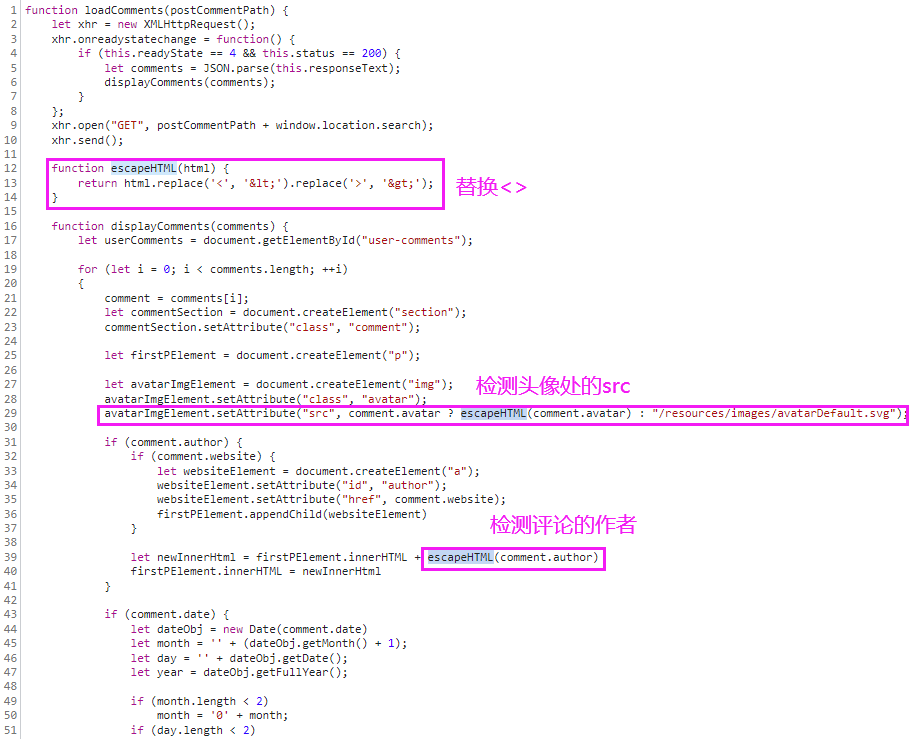 1 function loadComments(postCommentPath) {
2 let xhr = new XMLHttpRequest();
3 xhr.onreadystatechange = function() {
4 if (this.readyState == 4 && this.status == 200) {
5 let comments = JSON.parse(this.responseText);
6 displayComments(comments);
7 }
8 };
9 xhr.open("GET", postCommentPath + window.location.search);
10 xhr.send();
11
12 function escapeHTML(html) {
13 return html.replace('<', '&lt;').replace('>', '&gt;'); 替换<>
14 }
15
16 function displayComments(comments) {
17 let userComments = document.getElementById("user-comments");
18
19 for (let i = 0; i < comments.length; ++i)
20 {
21 comment = comments[i];
22 let commentSection = document.createElement("section");
23 commentSection.setAttribute("class", "comment");
24
25 let firstPElement = document.createElement("p");
26
27 let avatarImgElement = document.createElement("img"); 检测头像处的src
28 avatarImgElement.setAttribute("class", "avatar");
29 avatarImgElement.setAttribute("src", comment.avatar ? escapeHTML(comment.avatar) : "/resources/images/avatarDefault.svg");
30
31 if (comment.author) {
32 if (comment.website) {
33 let websiteElement = document.createElement("a");
34 websiteElement.setAttribute("id", "author");
35 websiteElement.setAttribute("href", comment.website);
36 firstPElement.appendChild(websiteElement)
37 } 检测评论的作者
38
39 let newInnerHtml = firstPElement.innerHTML + escapeHTML(comment.author)
40 firstPElement.innerHTML = newInnerHtml
41 }
42
43 if (comment.date) {
44 let dateObj = new Date(comment.date)
45 let month = '' + (dateObj.getMonth() + 1);
46 let day = '' + dateObj.getDate();
47 let year = dateObj.getFullYear();
48
49 if (month.length < 2)
50 month = '0' + month;
51 if (day.length < 2)